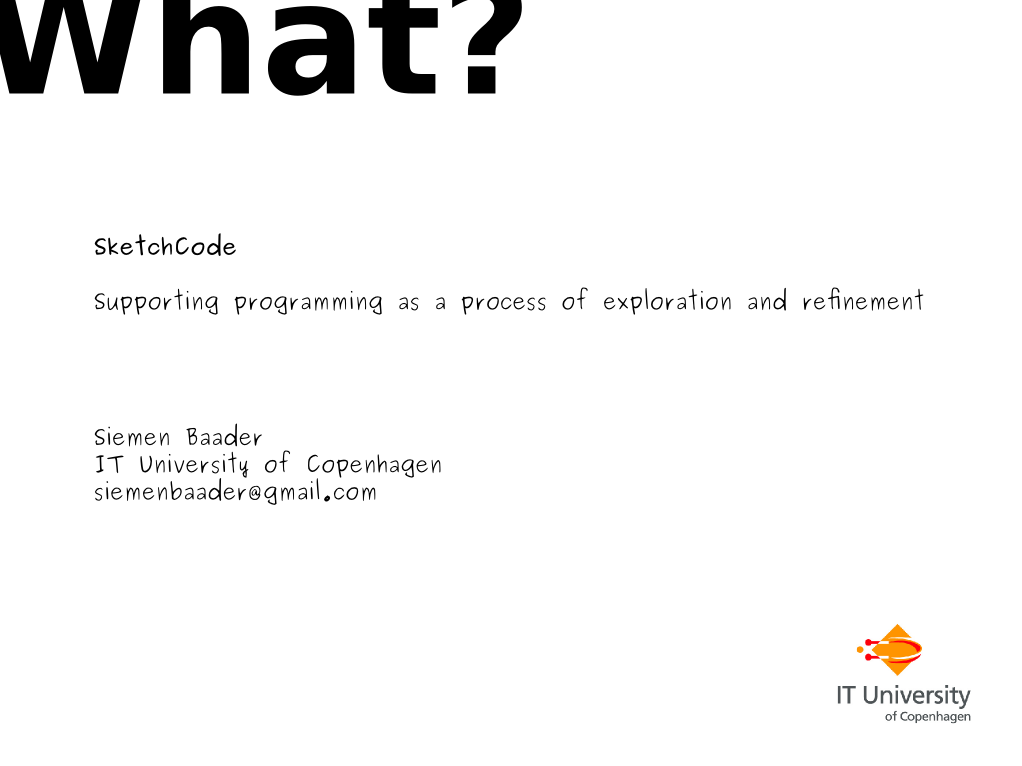 What?
SketchCode
Supporting programming as a process of exploration and refinement
Siemen Baader
IT University of Copenhagen
siemenbaader@gmail.com
IT University
of Copenhagen